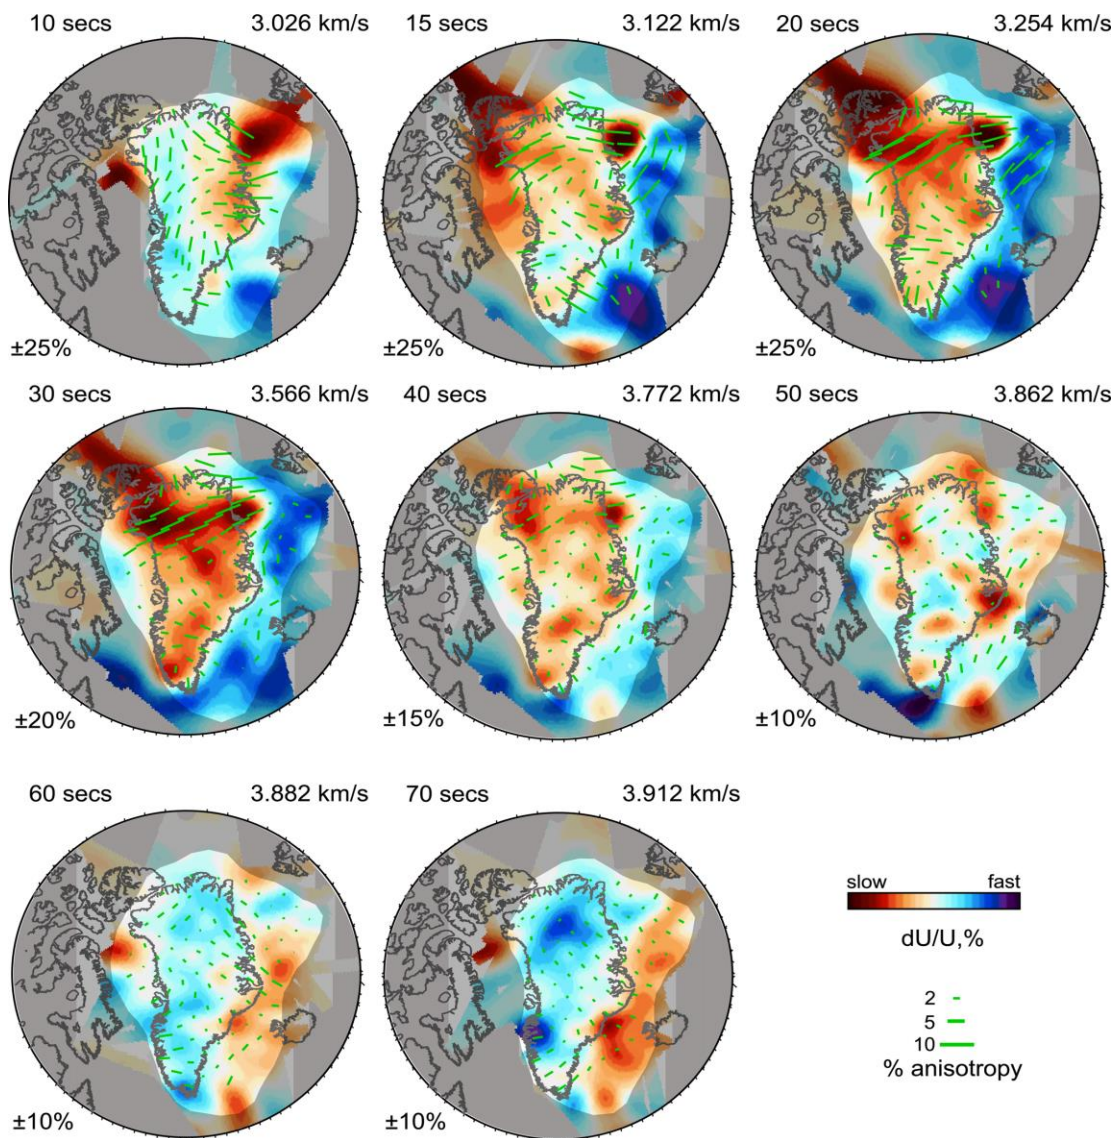 10 secs 3.026 km/s
±25%
15 secs 3.122 km/s
±25%
20 secs 3.254 km/s
±25%
30 secs 3.566 km/s
±20%
40 secs 3.772 km/s
±15%
50 secs 3.862 km/s
±10%
60 secs 3.882 km/s
±10%
70 secs 3.912 km/s
±10%
slow fast
dU/U,%
2
5
10
% anisotropy